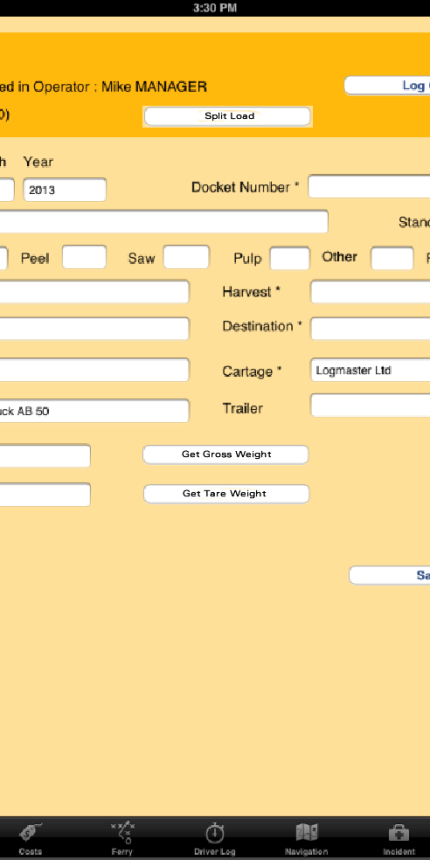 3:30 PM
ed in Operator : Mike MANAGER
Log
0)
Split Load
h Year
2013
Docket Number *
Stand
Peel
Saw
Pulp
Other
Harvest *
Destination *
Cartage *
Logmaster Ltd
uck AB 50
Trailer
Get Gross Weight
Get Tare Weight
Sa
Costs
Ferry
Driver Log
Navigation
Incident